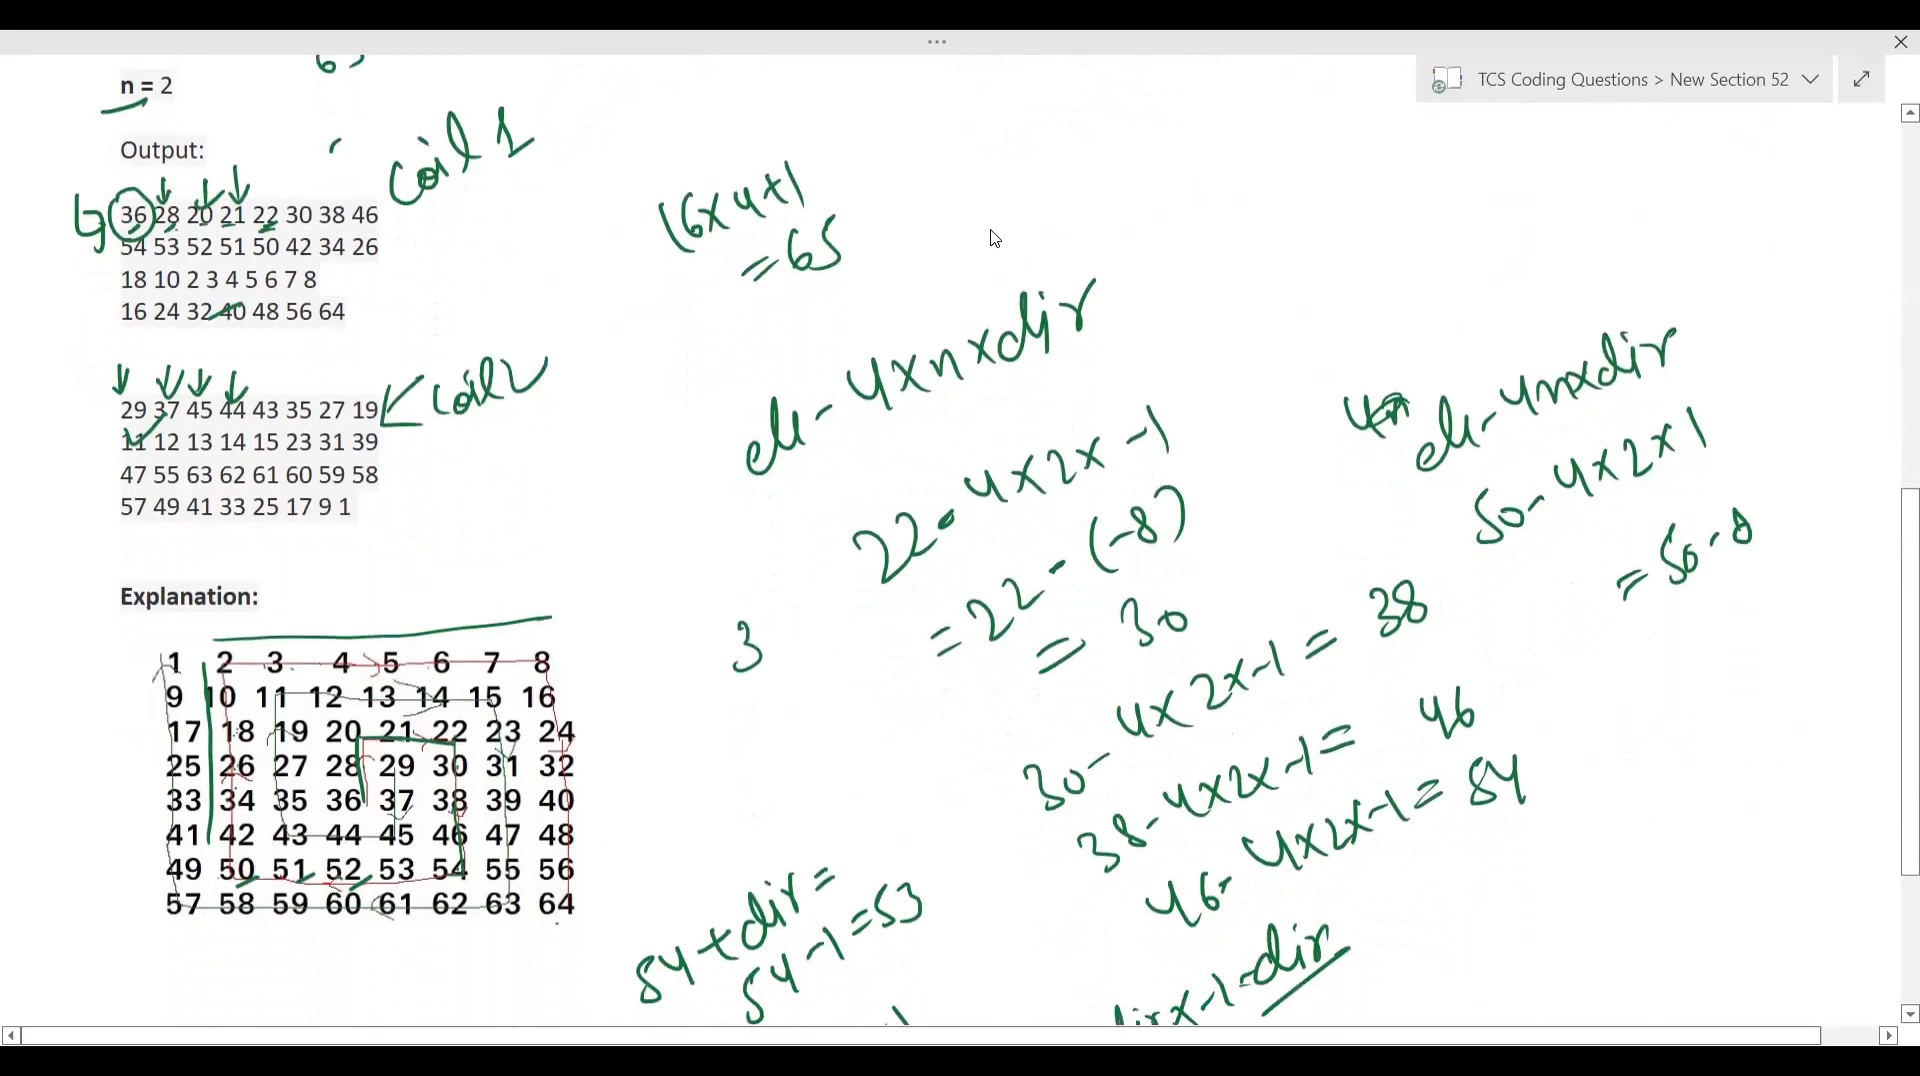 TCS Coding Questions > New Section 52
n = 2
Output:
coil 1
36 28 20 21 22 30 38 46
54 53 52 51 50 42 34 26
18 10 2 3 4 5 6 7 8
16 24 32 40 48 56 64
coil 2
29 37 45 44 43 35 27 19
11 12 13 14 15 23 31 39
47 55 63 62 61 60 59 58
57 49 41 33 25 17 9 1
Explanation:
1 2 3 4 5 6 7 8
9 10 11 12 13 14 15 16
17 18 19 20 21 22 23 24
25 26 27 28 29 30 31 32
33 34 35 36 37 38 39 40
41 42 43 44 45 46 47 48
49 50 51 52 53 54 55 56
57 58 59 60 61 62 63 64
16x4+1
=65
ele-4xnxdir
22-4x2x-1
=22-(-8)
= 30
3
30-4x2x-1= 38
38-4x2x-1= 46
46-4x2x-1= 54
54+dir=
54-1=53
ele-4nxdir
50-4x2x1
=50-8
dirx-1=dir